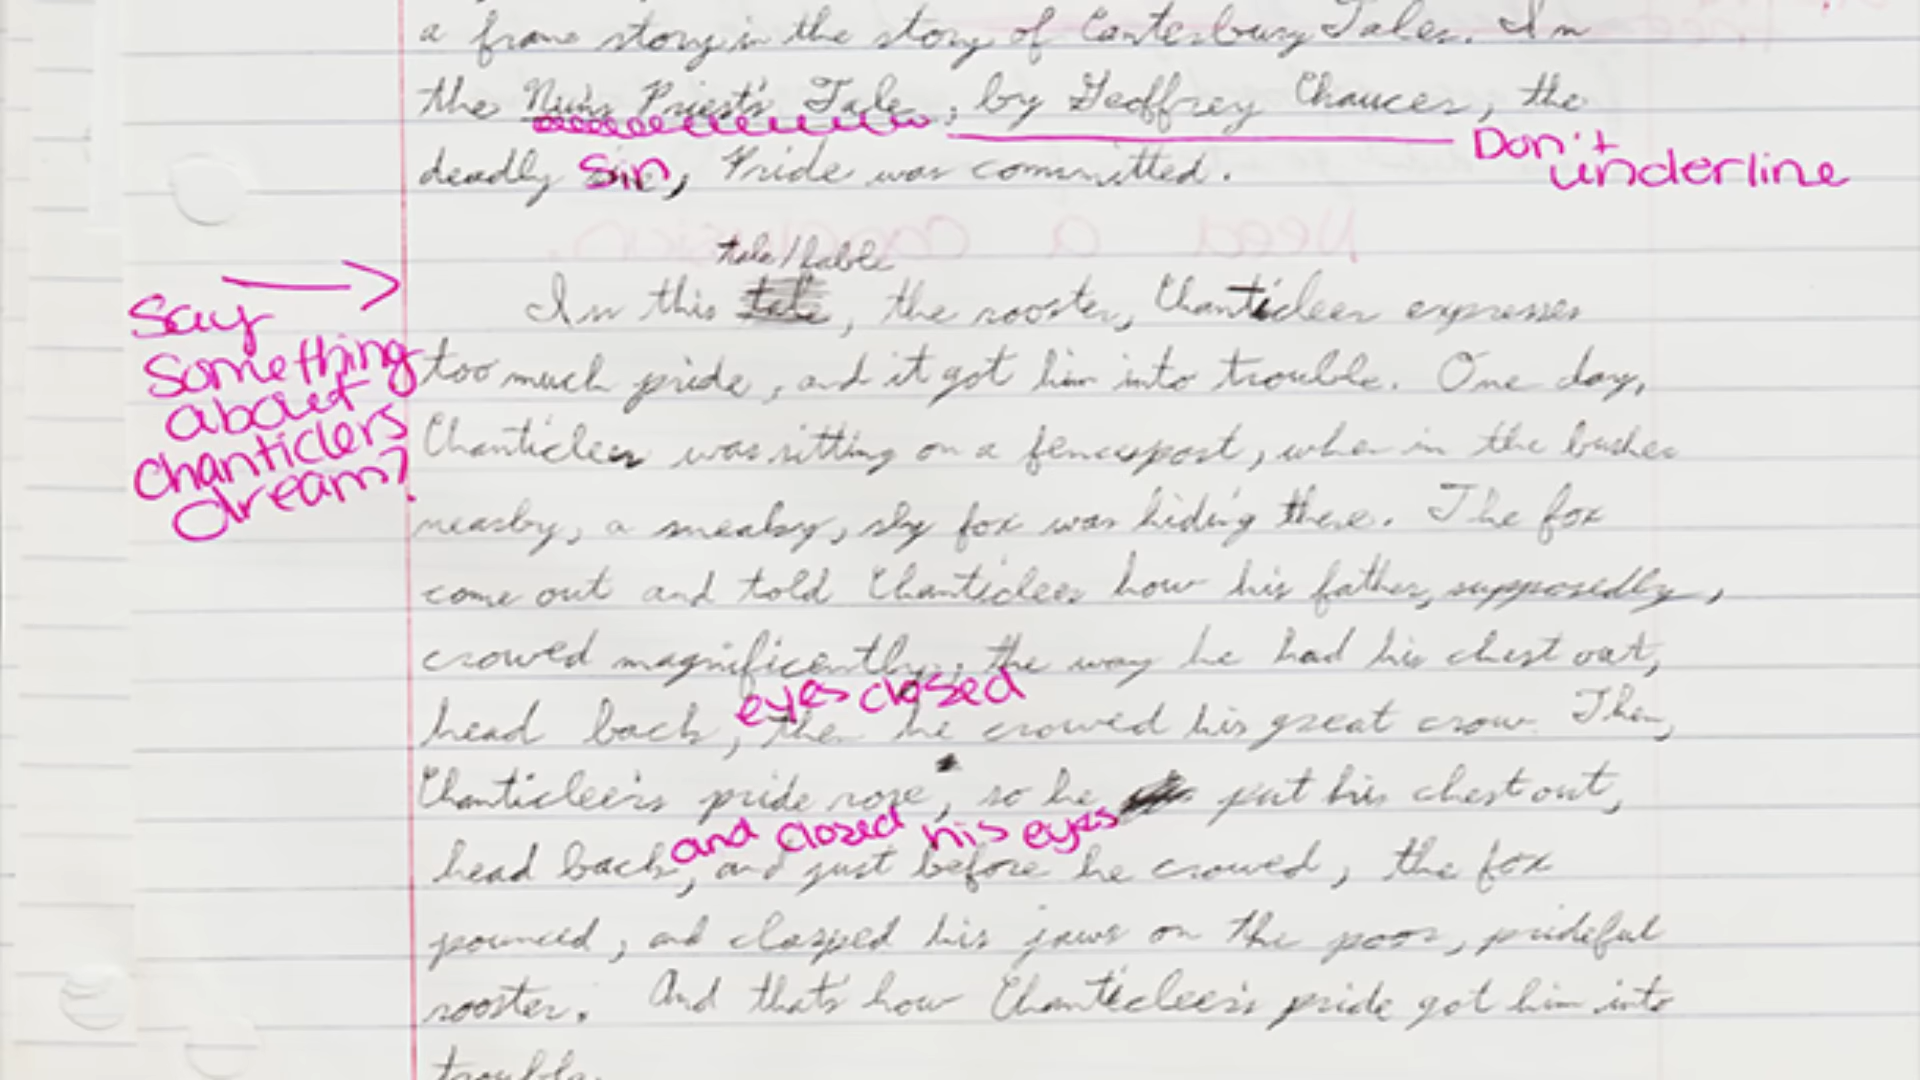 a frame story in the story of Canterbury Tales. In
the Nun's Priest's Tale, by Geoffrey Chaucer, the
Don't underline
deadly sin, Pride was committed.
Need a conclusion.
tale/fable
In this tale, the rooster, Chanticleer expresses
Say something about chanticlers dream?
too much pride, and it got him into trouble. One day,
Chanticleer was sitting on a fencepost, when in the bushes
nearby, a sneaky, sly fox was hiding there. The fox
come out and told Chanticleer how his father, supposedly,
crowed magnificently, the way he had his chest out,
eyes closed
head back, then he crowed his great crow. Then,
Chanticleer's pride rose, so he put his chest out,
and closed his eyes
head back, and just before he crowed, the fox
pounced, and clasped his jaws on the poor, prideful
rooster. And that's how Chanticleer's pride got him into
trouble.